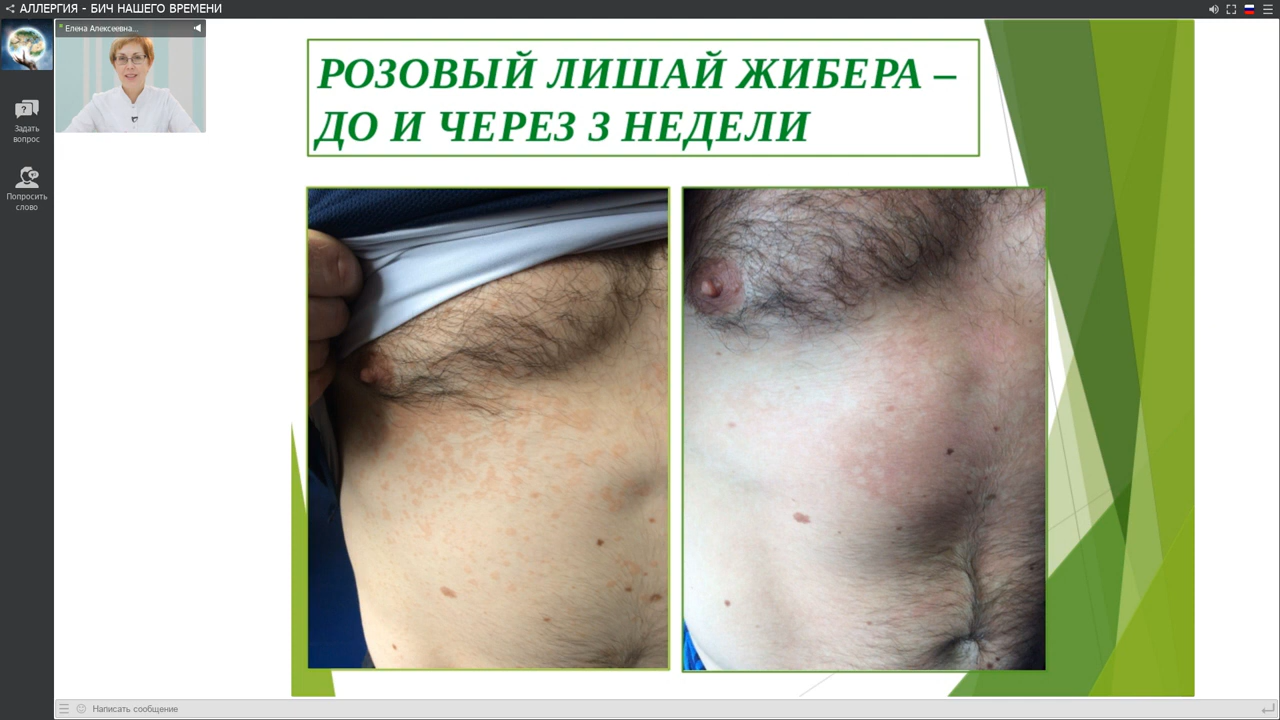 АЛЛЕРГИЯ - БИЧ НАШЕГО ВРЕМЕНИ
Елена Алексеевна...
Задать
вопрос
Попросить
слово
РОЗОВЫЙ ЛИШАЙ ЖИБЕРА –
ДО И ЧЕРЕЗ 3 НЕДЕЛИ
Написать сообщение